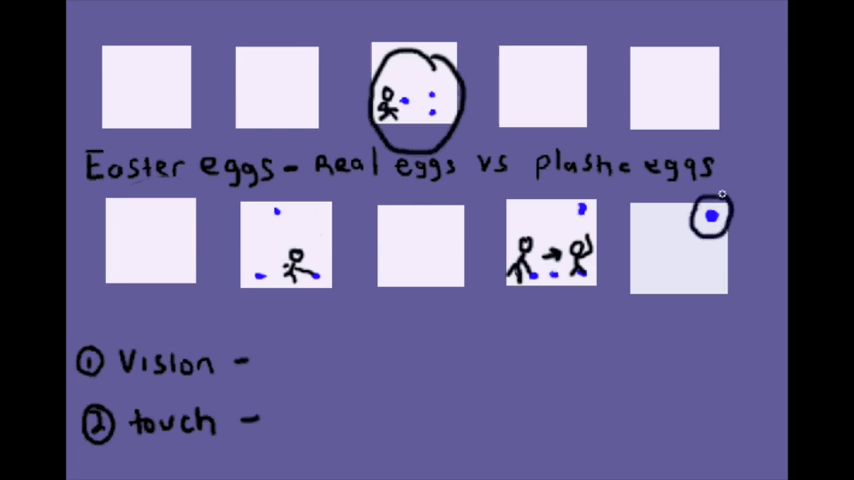 Easter eggs - Real eggs vs plastic eggs
① Vision -
② touch -